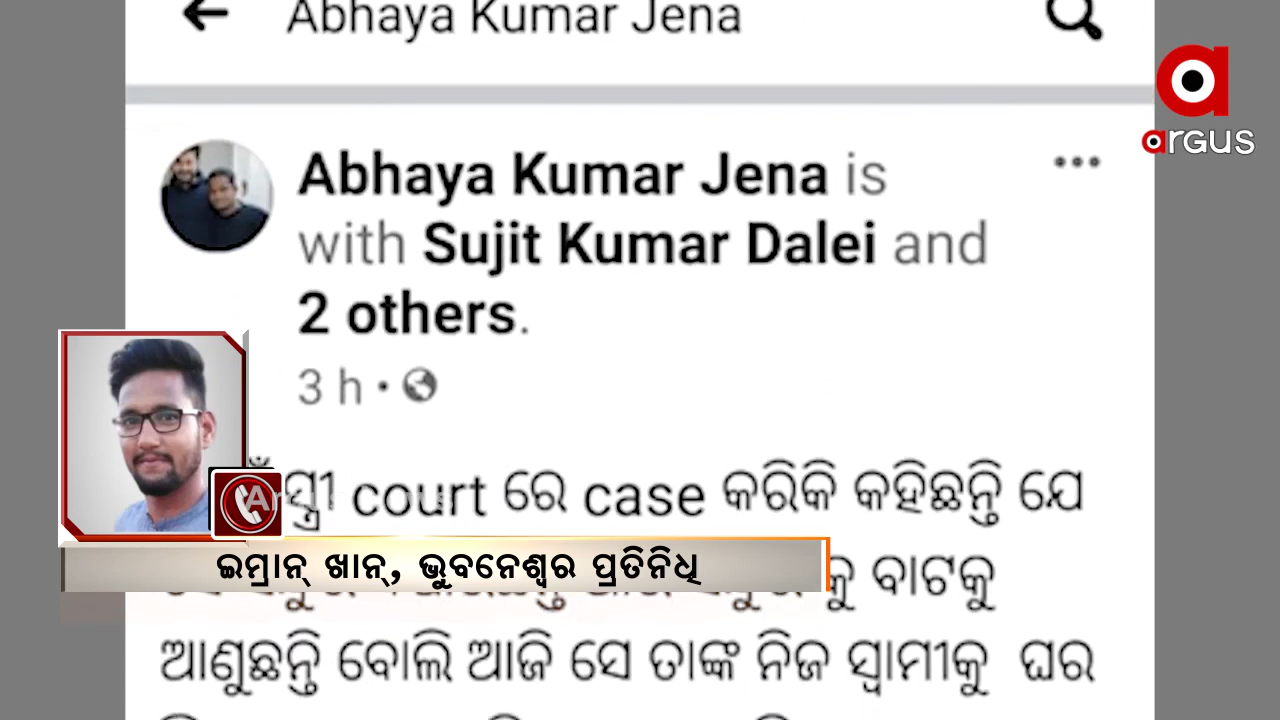 Abhaya Kumar Jena
argus
Abhaya Kumar Jena is
with Sujit Kumar Dalei and
2 others.
3 h
ସ୍ତ୍ରୀ court ରେ case କରିକି କହିଛନ୍ତି ଯେ
ଇମ୍ରାନ୍ ଖାନ୍, ଭୁବନେଶ୍ୱର ପ୍ରତିନିଧି
କୁ ବାଟକୁ
ଆଣୁଛନ୍ତି ବୋଲି ଆଜି ସେ ତାଙ୍କ ନିଜ ସ୍ୱାମୀକୁ ଘର